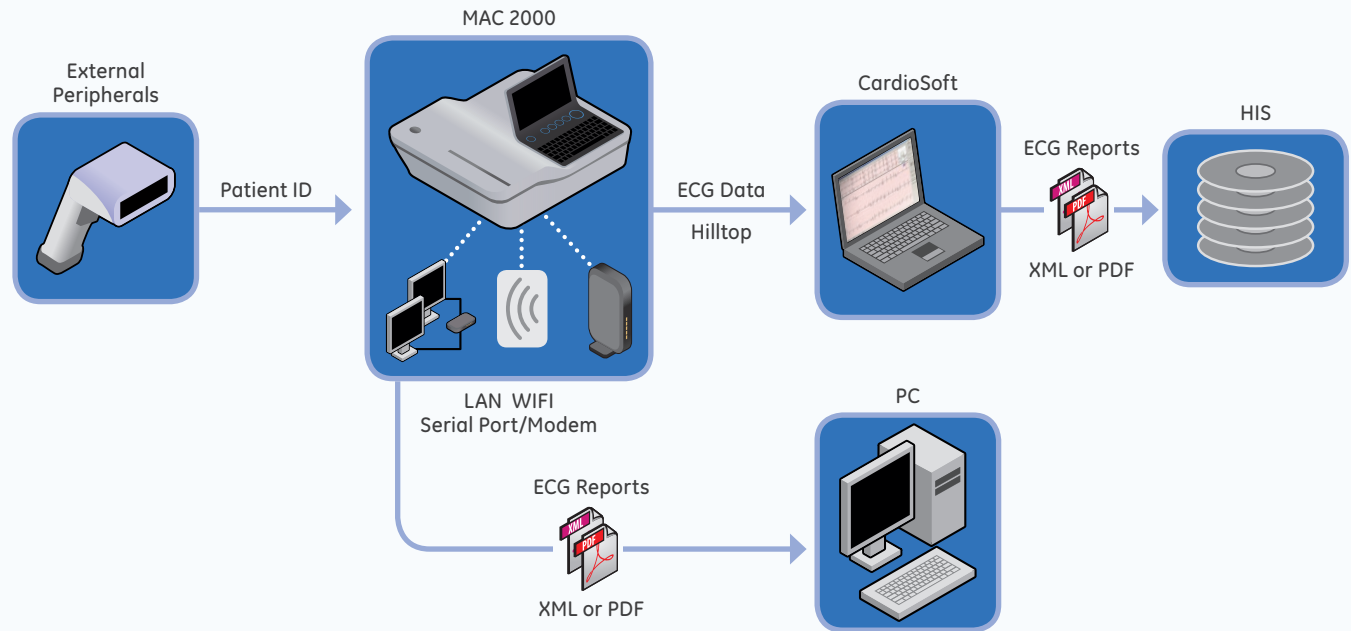 MAC 2000
External
Peripherals
Patient ID
LAN WIFI
Serial Port/Modem
ECG Data
Hilltop
CardioSoft
ECG Reports
XML
PDF
XML or PDF
HIS
ECG Reports
XML
PDF
XML or PDF
PC